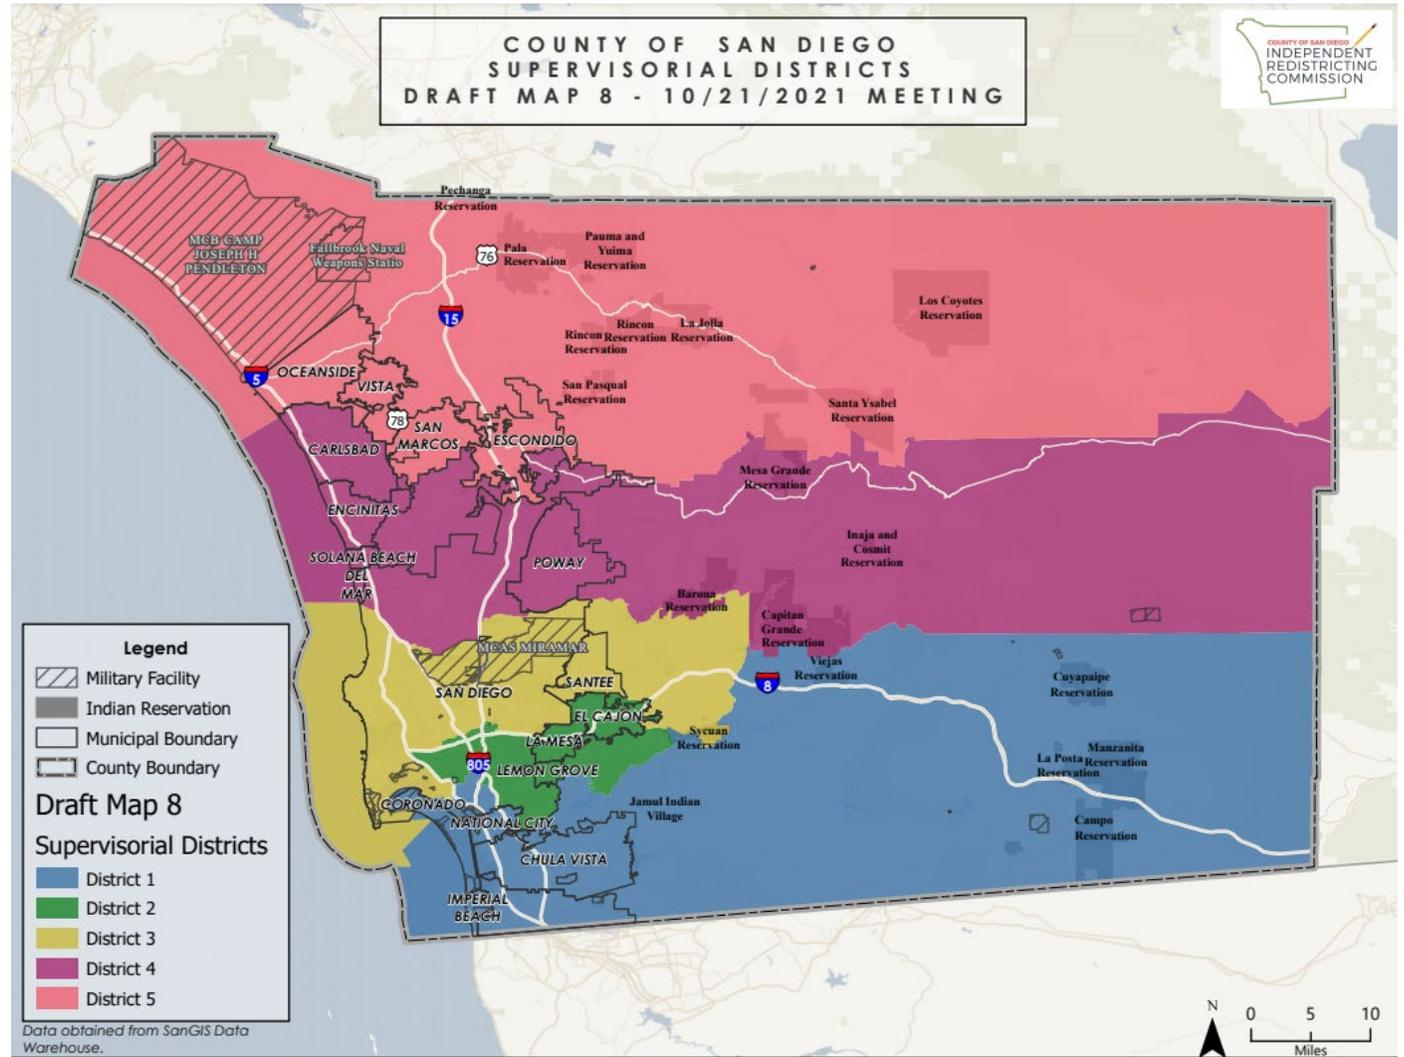 COUNTY OF SAN DIEGO
SUPERVISORIAL DISTRICTS
DRAFT MAP 8 - 10/21/2021 MEETING
COUNTY OF SAN DIEGO
INDEPENDENT
REDISTRICTING
COMMISSION
Pechanga
Reservation
MCB CAMP
JOSEPH H
PENDLETON
Fallbrook Naval
Weapons Statio
76
Pala
Reservation
Pauma and
Yuima
Reservation
Los Coyotes
Reservation
15
Rincon
Reservation
Rincon
Reservation
La Jolla
Reservation
5
OCEANSIDE
VISTA
San Pasqual
Reservation
Santa Ysabel
Reservation
78
SAN
MARCOS
ESCONDIDO
CARLSBAD
Mesa Grande
Reservation
ENCINITAS
Inaja and
Cosmit
Reservation
SOLANA BEACH
DEL
MAR
POWAY
Barona
Reservation
Capitan
Grande
Reservation
MCAS MIRAMAR
Viejas
Reservation
SAN DIEGO
SANTEE
8
Cuyapaipe
Reservation
EL CAJON
LA MESA
Sycuan
Reservation
805
LEMON GROVE
La Posta
Reservation
Manzanita
Reservation
CORONADO
NATIONAL CITY
Jamul Indian
Village
Campo
Reservation
CHULA VISTA
IMPERIAL
BEACH
Legend
Military Facility
Indian Reservation
Municipal Boundary
County Boundary
Draft Map 8
Supervisorial Districts
District 1
District 2
District 3
District 4
District 5
Data obtained from SanGIS Data
Warehouse.
N
0 5 10
Miles